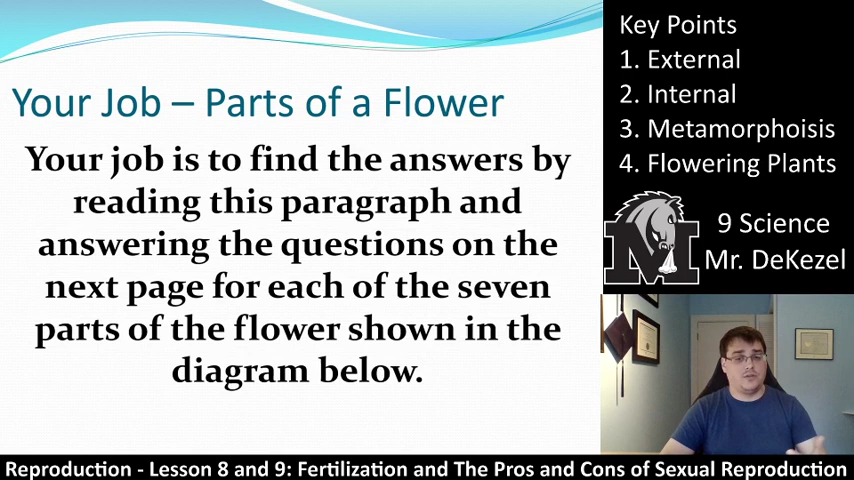 Your Job – Parts of a Flower
Your job is to find the answers by
reading this paragraph and
answering the questions on the
next page for each of the seven
parts of the flower shown in the
diagram below.
Key Points
1. External
2. Internal
3. Metamorphoisis
4. Flowering Plants
M
9 Science
Mr. DeKezel
Reproduction - Lesson 8 and 9: Fertilization and The Pros and Cons of Sexual Reproduction